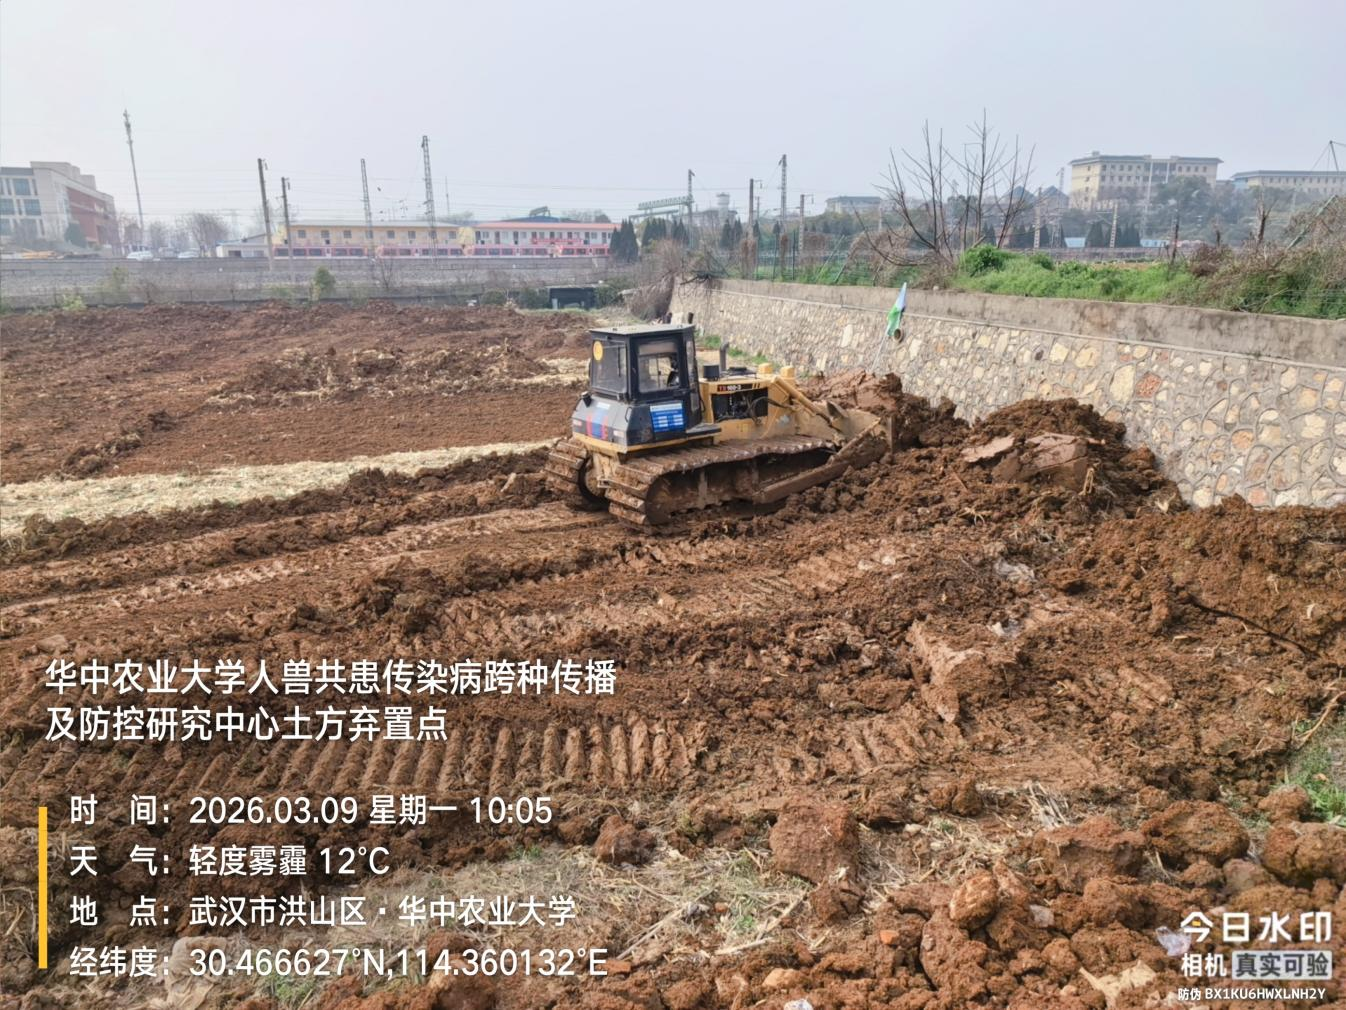 华中农业大学人兽共患传染病跨种传播
及防控研究中心土方弃置点
时 间：2026.03.09 星期一 10:05
天 气：轻度雾霾 12°C
地 点：武汉市洪山区·华中农业大学
经纬度：30.466627°N,114.360132°E
今日水印
相机 真实可验
防伪 BX1KU6HWXLNH2Y